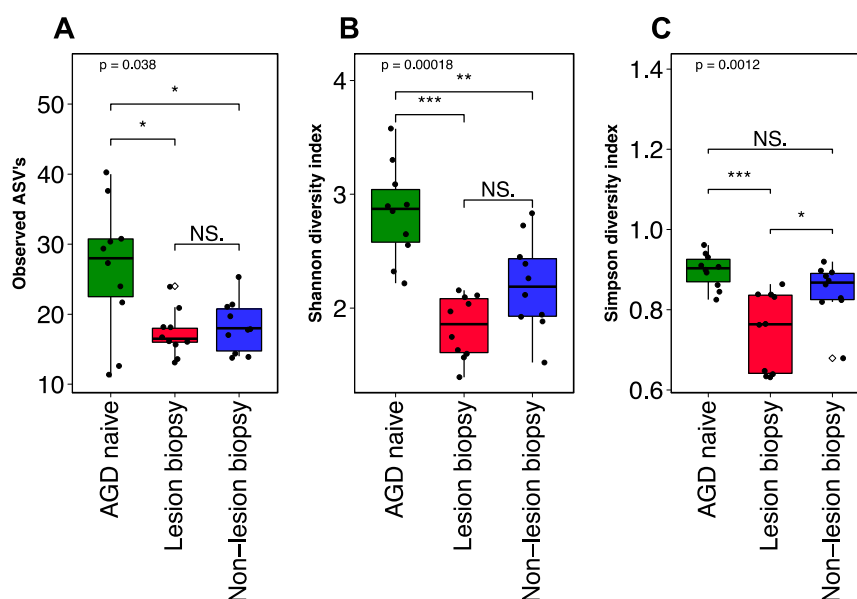 A
p = 0.038
*
*
NS.
50
40
30
20
10
Observed ASV's
AGD naive
Lesion biopsy
Non−lesion biopsy
B
p = 0.00018
**
***
NS.
4
3
2
Shannon diversity index
AGD naive
Lesion biopsy
Non−lesion biopsy
C
p = 0.0012
NS.
***
*
1.4
1.2
1.0
0.8
0.6
Simpson diversity index
AGD naive
Lesion biopsy
Non−lesion biopsy